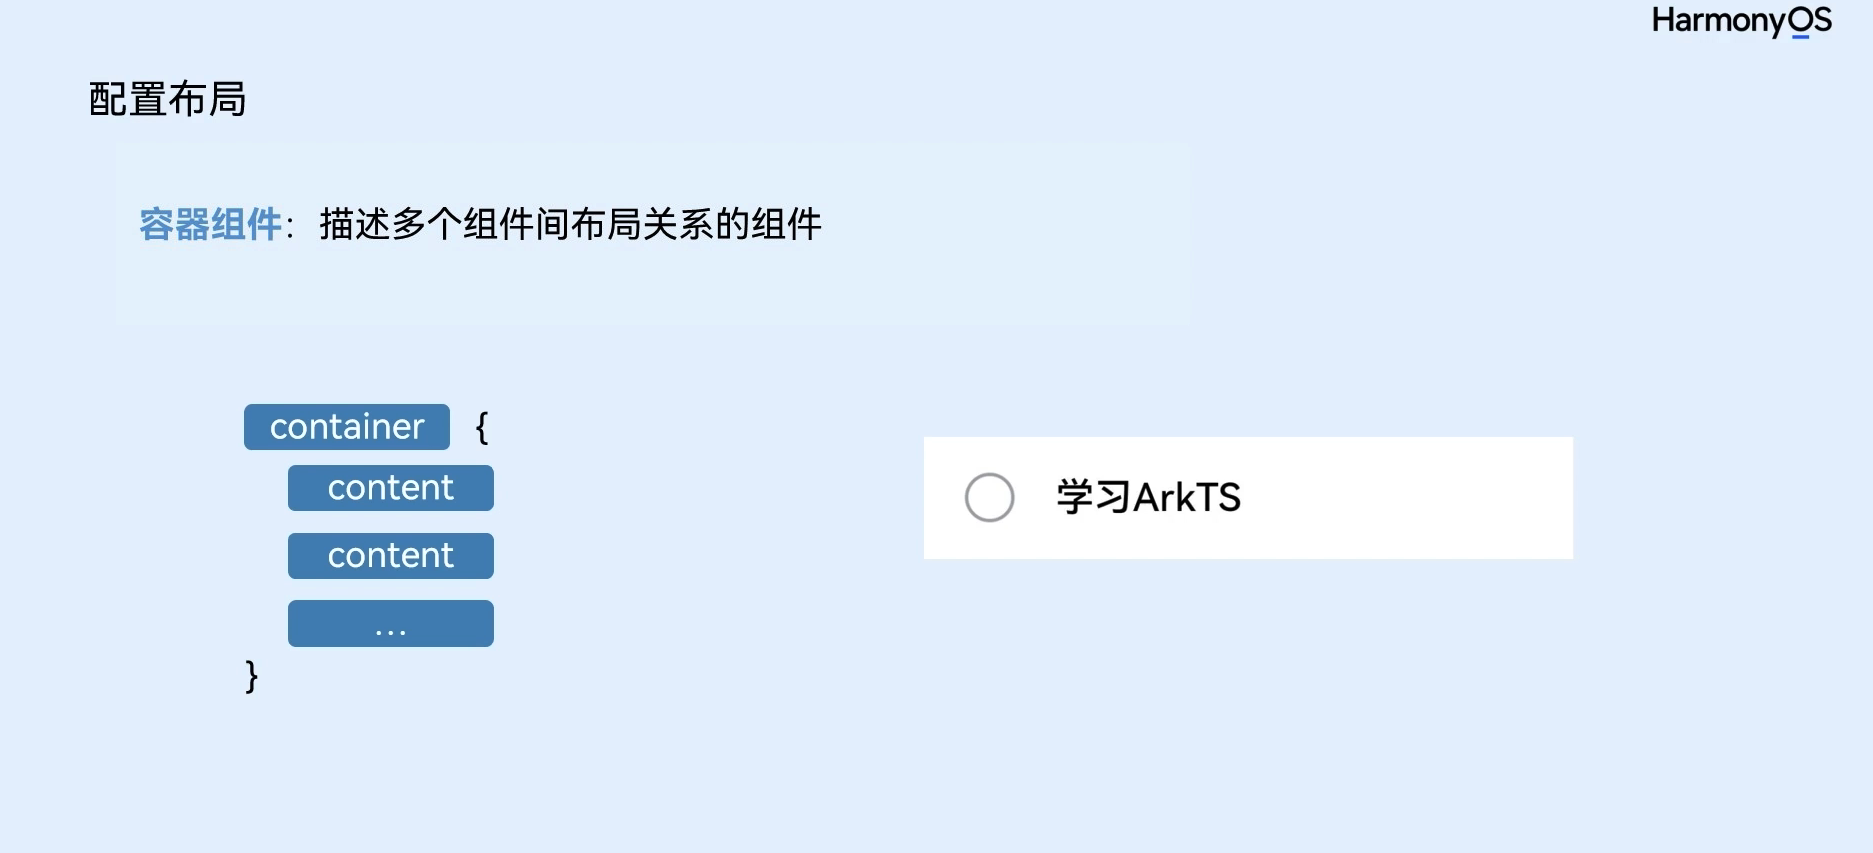 HarmonyOS
配置布局
容器组件：描述多个组件间布局关系的组件
container {
content
content
...
}
学习ArkTS